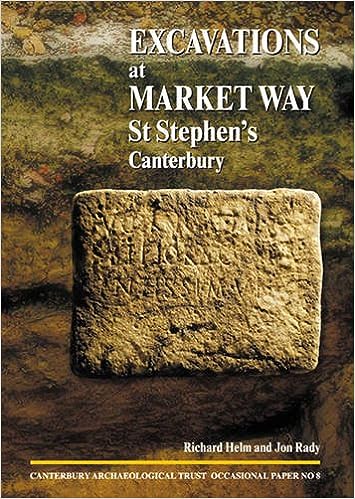 EXCAVATIONS
at
MARKET WAY
St Stephen's
Canterbury
Richard Helm and Jon Rady
CANTERBURY ARCHAEOLOGICAL TRUST OCCASIONAL PAPER NO 8